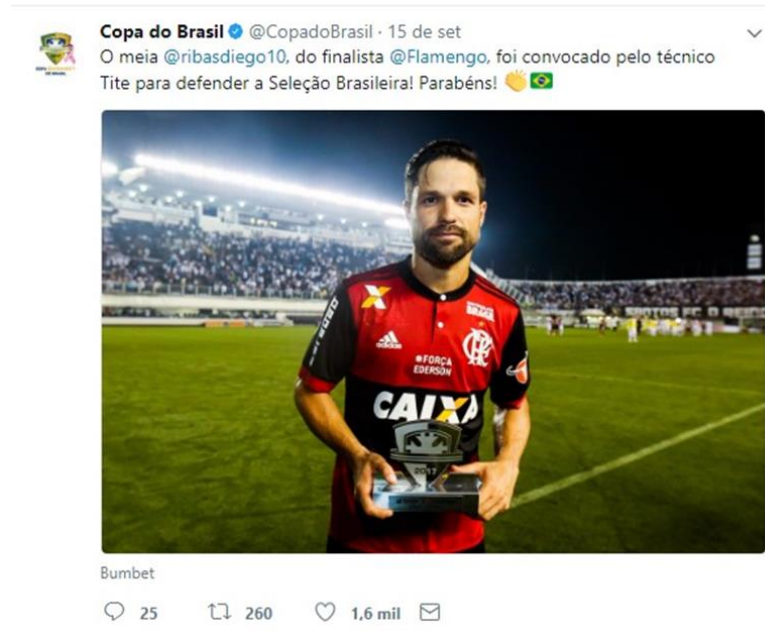 Copa do Brasil @CopadoBrasil · 15 de set
O meia @ribasdiego10, do finalista @Flamengo, foi convocado pelo técnico
Tite para defender a Seleção Brasileira! Parabéns! 👏🇧🇷
adidas
#FORÇA
EDERSON
CAIXA
2017
SANTOS FC O
Bumbet
25 260 1,6 mil